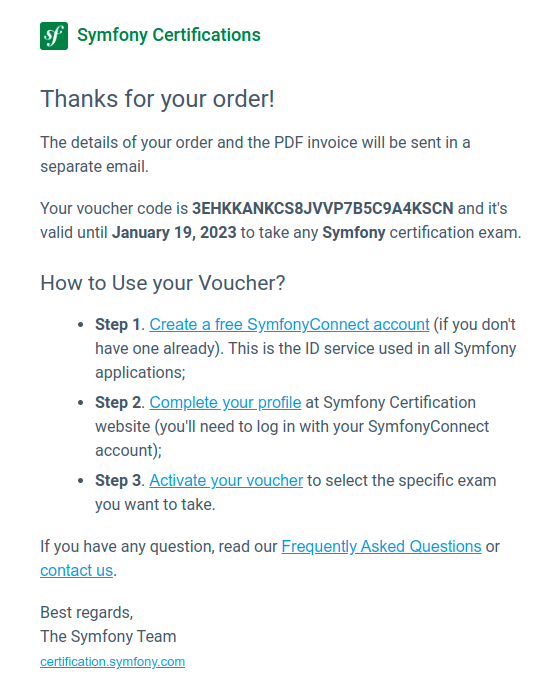 sf Symfony Certifications
Thanks for your order!
The details of your order and the PDF invoice will be sent in a
separate email.
Your voucher code is 3EHKKANKCS8JVVP7B5C9A4KSCN and it's
valid until January 19, 2023 to take any Symfony certification exam.
How to Use your Voucher?
• Step 1. Create a free SymfonyConnect account (if you don't
have one already). This is the ID service used in all Symfony
applications;
• Step 2. Complete your profile at Symfony Certification
website (you'll need to log in with your SymfonyConnect
account);
• Step 3. Activate your voucher to select the specific exam
you want to take.
If you have any question, read our Frequently Asked Questions or
contact us.
Best regards,
The Symfony Team
certification.symfony.com